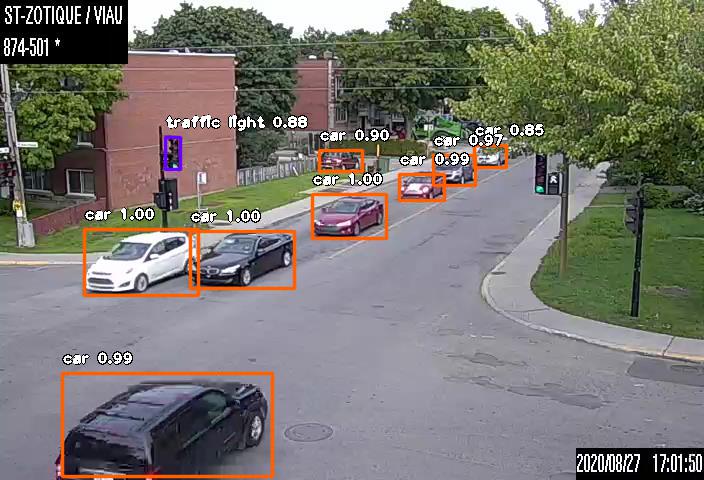 ST-ZOTIQUE / VIAU
874-501 *
traffic light 0.88
car 0.90
car 0.85
car 0.97
car 0.99
car 1.00
car 1.00
car 1.00
car 0.99
2020/08/27 17:01:50